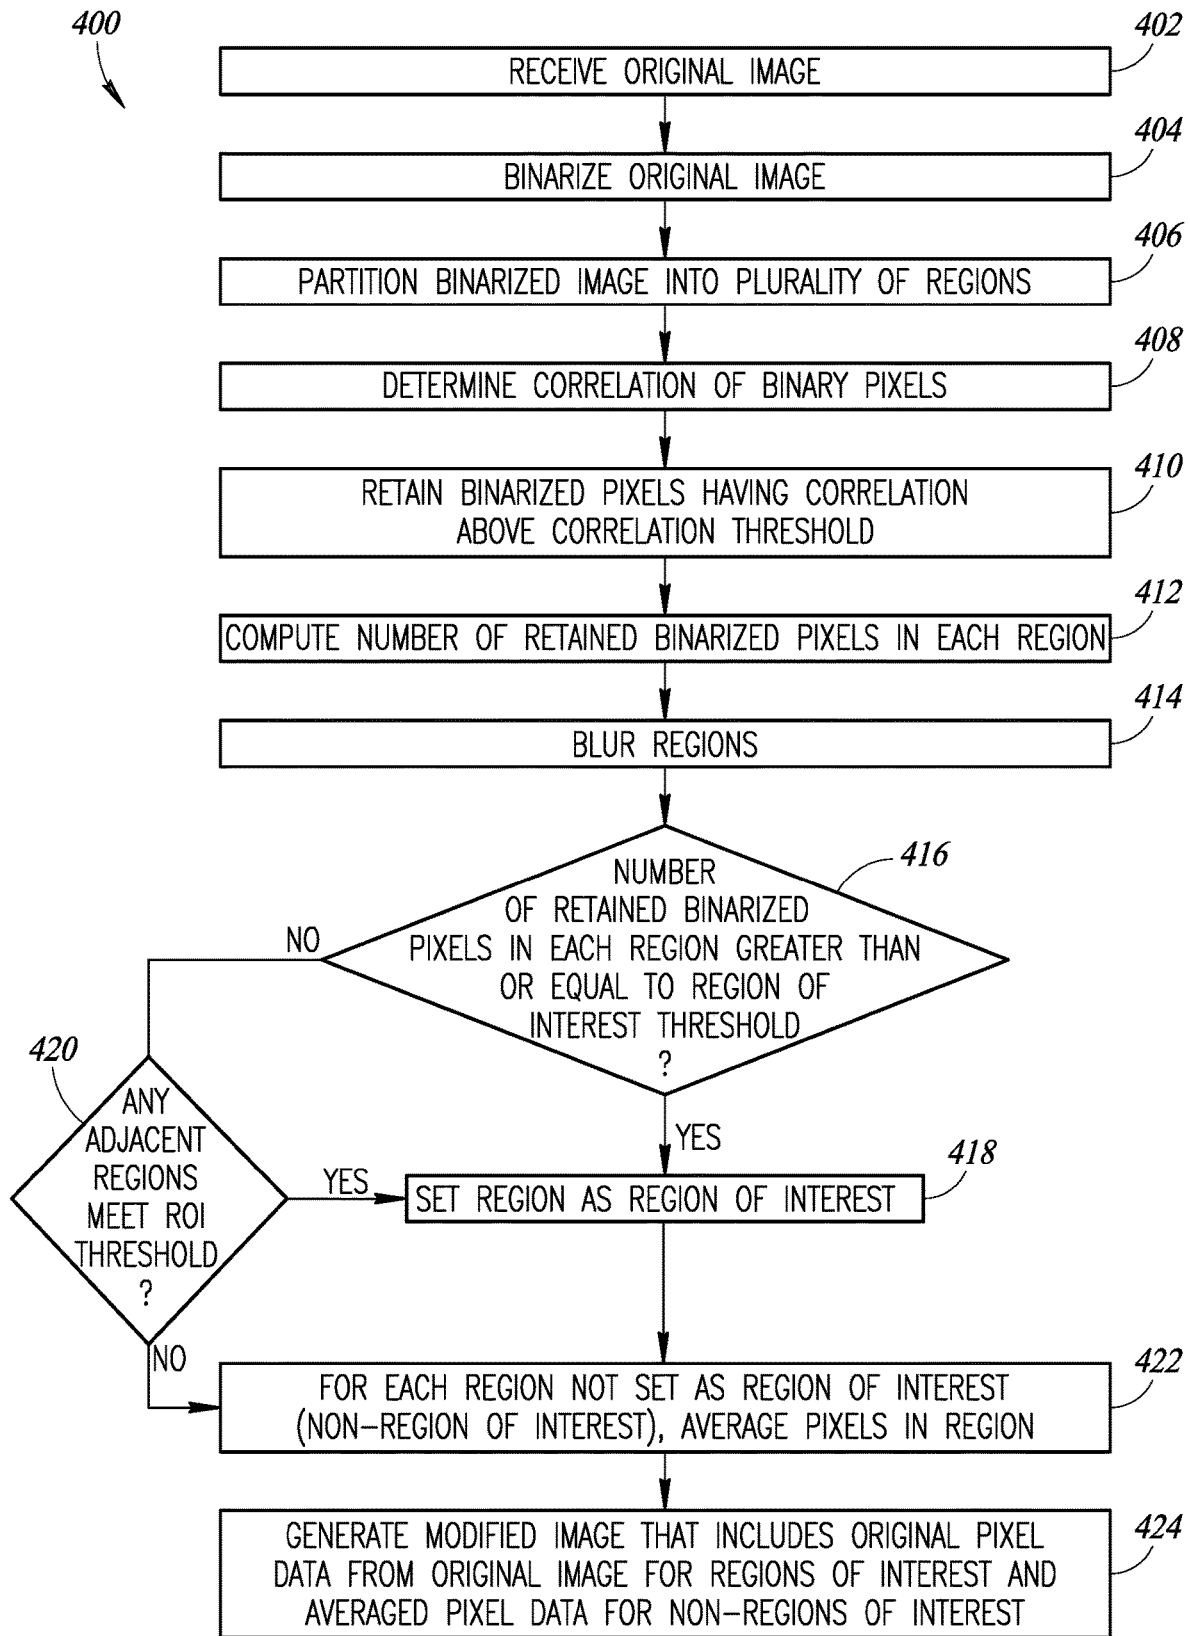 400
RECEIVE ORIGINAL IMAGE
402
BINARIZE ORIGINAL IMAGE
404
PARTITION BINARIZED IMAGE INTO PLURALITY OF REGIONS
406
DETERMINE CORRELATION OF BINARY PIXELS
408
RETAIN BINARIZED PIXELS HAVING CORRELATION
ABOVE CORRELATION THRESHOLD
410
COMPUTE NUMBER OF RETAINED BINARIZED PIXELS IN EACH REGION
412
BLUR REGIONS
414
NUMBER
OF RETAINED BINARIZED
PIXELS IN EACH REGION GREATER THAN
OR EQUAL TO REGION OF
INTEREST THRESHOLD
?
416
NO
YES
420
ANY
ADJACENT
REGIONS
MEET ROI
THRESHOLD
?
YES
NO
SET REGION AS REGION OF INTEREST
418
FOR EACH REGION NOT SET AS REGION OF INTEREST
(NON-REGION OF INTEREST), AVERAGE PIXELS IN REGION
422
GENERATE MODIFIED IMAGE THAT INCLUDES ORIGINAL PIXEL
DATA FROM ORIGINAL IMAGE FOR REGIONS OF INTEREST AND
AVERAGED PIXEL DATA FOR NON-REGIONS OF INTEREST
424